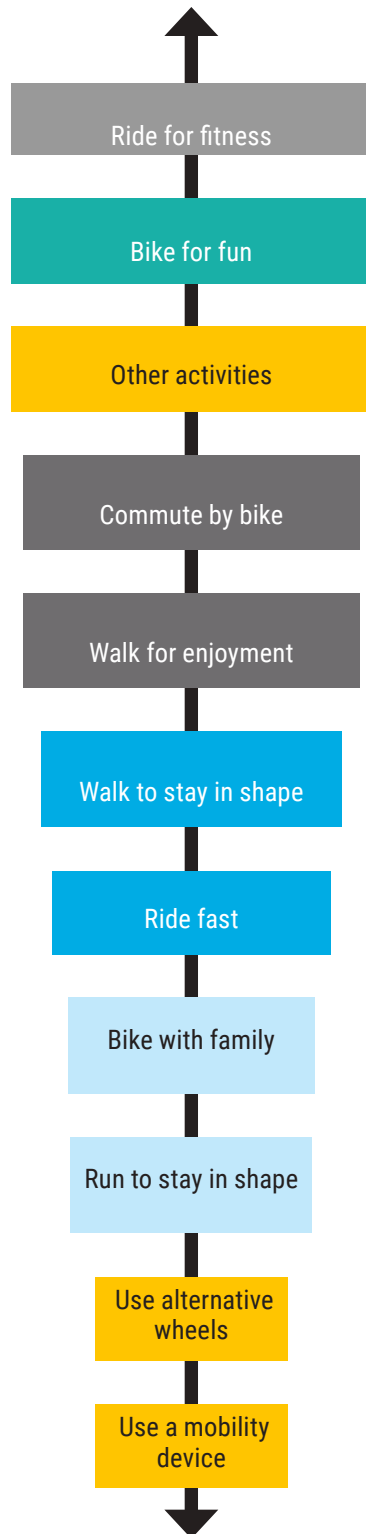 Ride for fitness
Bike for fun
Other activities
Commute by bike
Walk for enjoyment
Walk to stay in shape
Ride fast
Bike with family
Run to stay in shape
Use alternative
wheels
Use a mobility
device